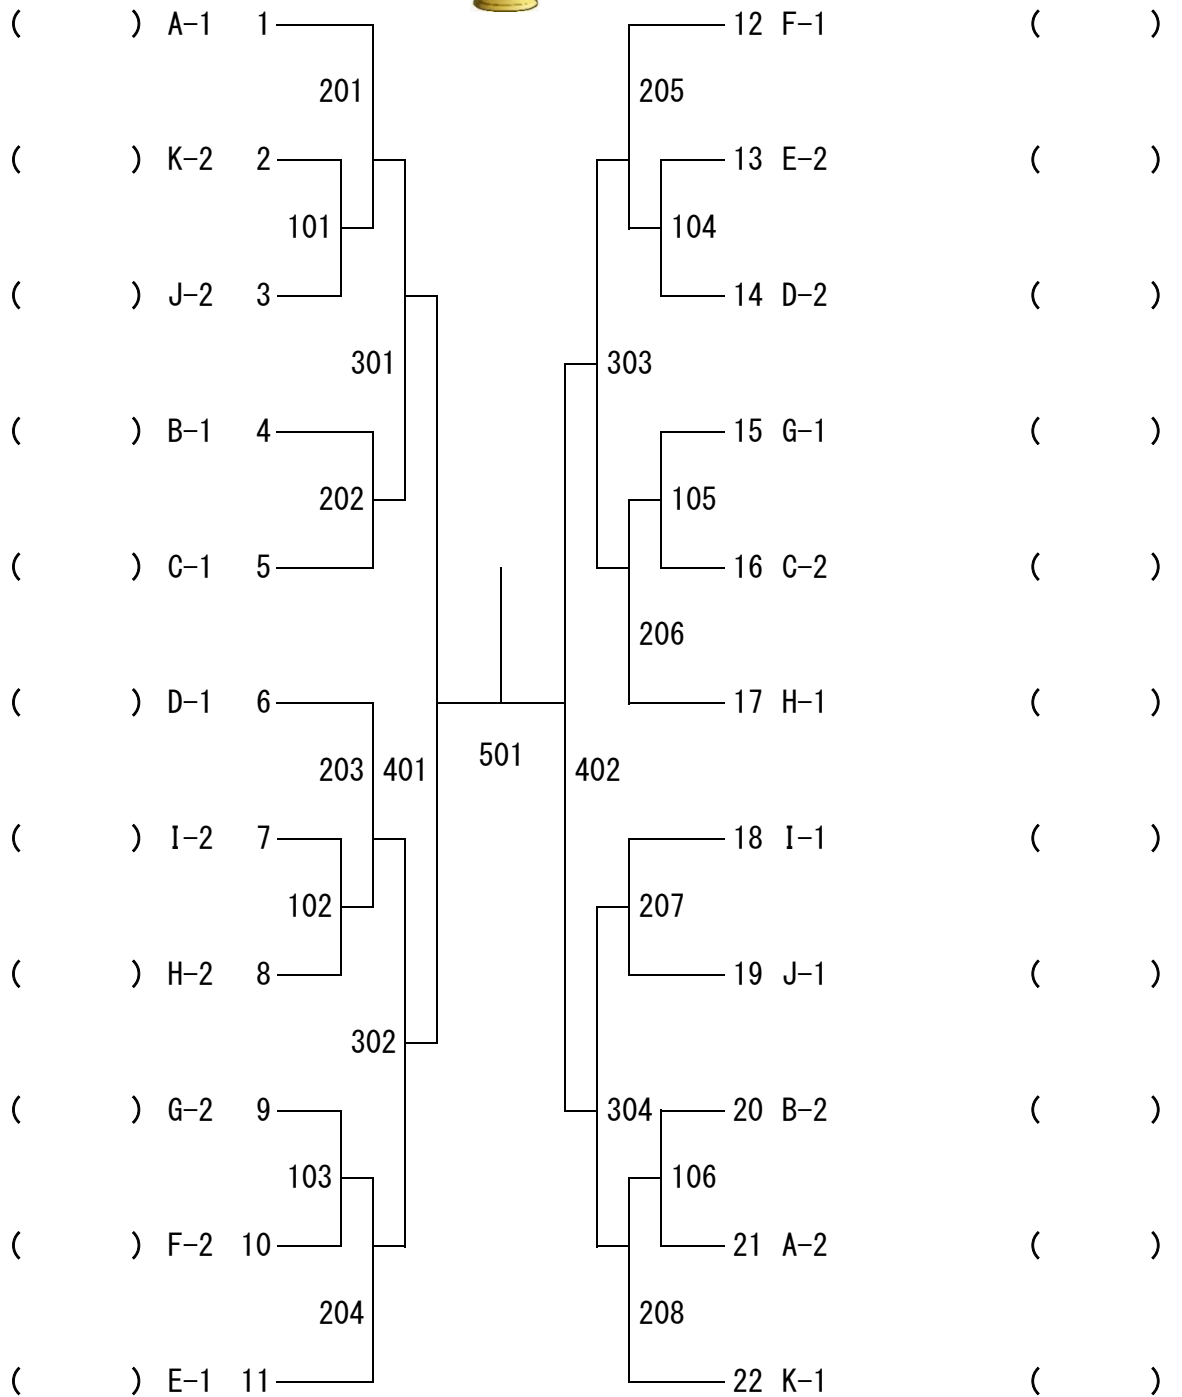 ( ) A-1 1 12 F-1 ( )
201 205
( ) K-2 2 13 E-2 ( )
101 104
( ) J-2 3 14 D-2 ( )
301 303
( ) B-1 4 15 G-1 ( )
202 105
( ) C-1 5 16 C-2 ( )
206
( ) D-1 6 17 H-1 ( )
501
203 401 402
( ) I-2 7 18 I-1 ( )
102 207
( ) H-2 8 19 J-1 ( )
302
( ) G-2 9 304 20 B-2 ( )
103 106
( ) F-2 10 21 A-2 ( )
204 208
( ) E-1 11 22 K-1 ( )